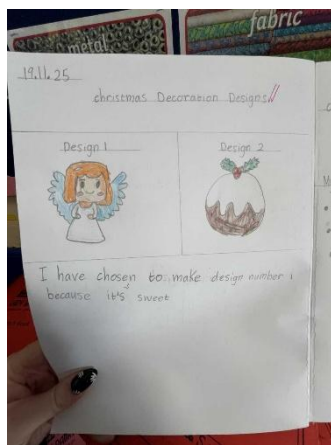 metal
fabric
19.11.25
christmas Decoration Designs
Design 1
Design 2
I have chosen to make design number 1
because it's sweet